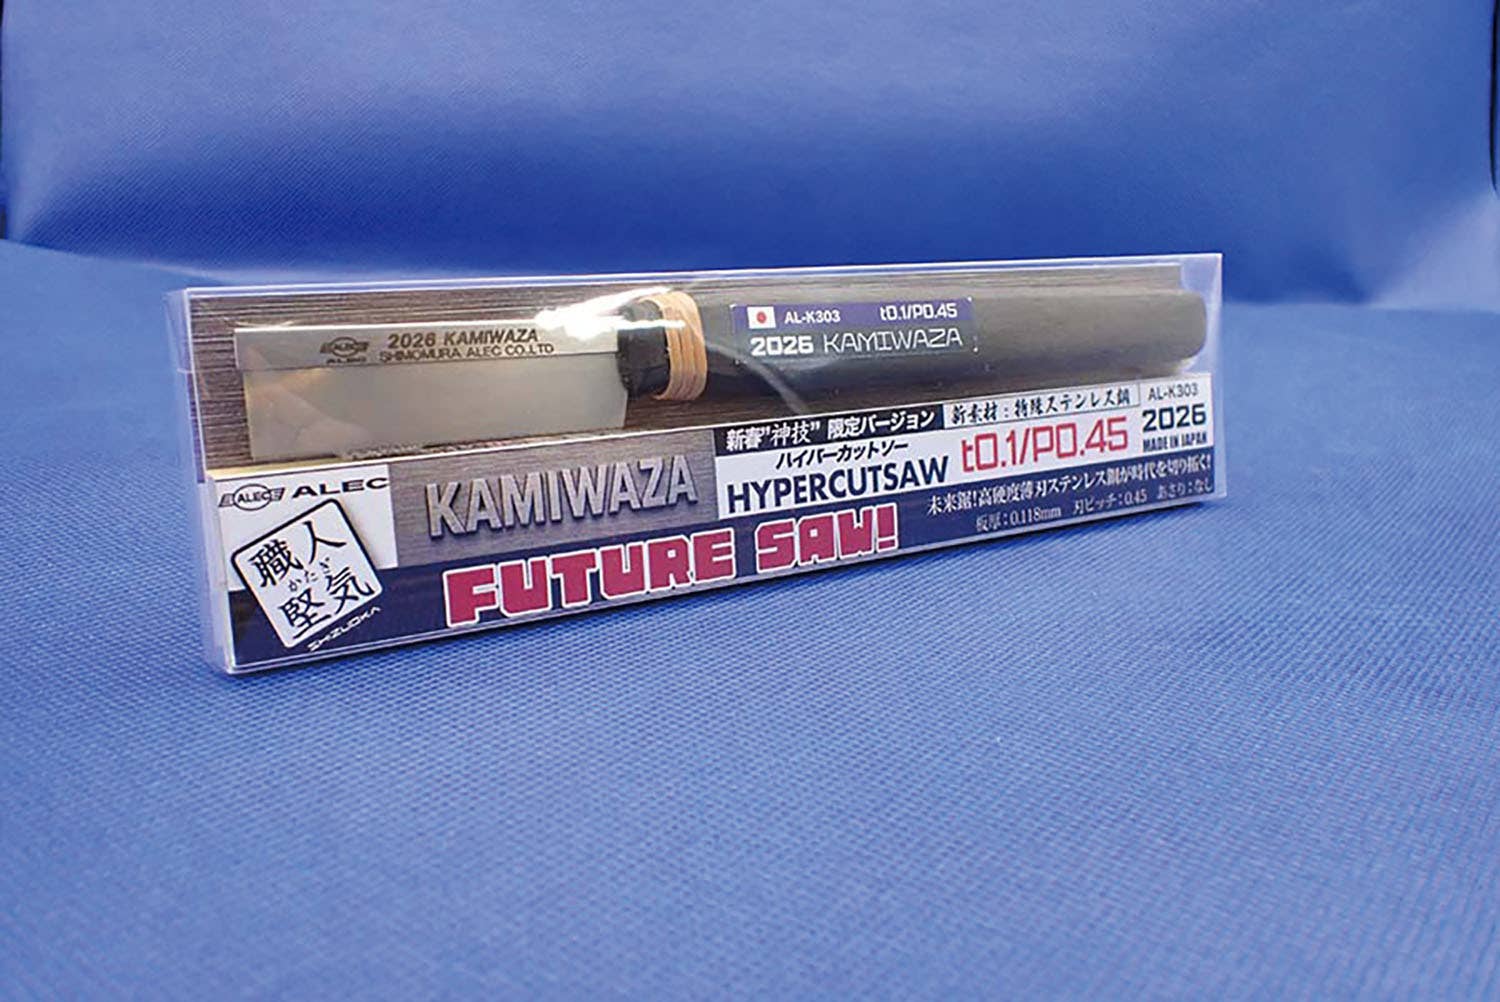 2026 KAMIWAZA
ALEC
SHIMOMURA ALEC CO.,LTD
AL-K303 t0.1/P0.45
2026 KAMIWAZA
新春"神技" 限定バージョン
新素材:特殊ステンレス鋼
AL-K303
ALEC ALEC
KAMIWAZA
ハイパーカットソー
HYPERCUTSAW
t0.1/P0.45
2026
MADE IN JAPAN
職人
かたぎ
堅気
SHIZUOKA
FUTURE SAW!
未来鋸!高硬度薄刃ステンレス鋼が時代を切り拓く!
板厚:0.118mm 刃ピッチ:0.45 あさり:なし